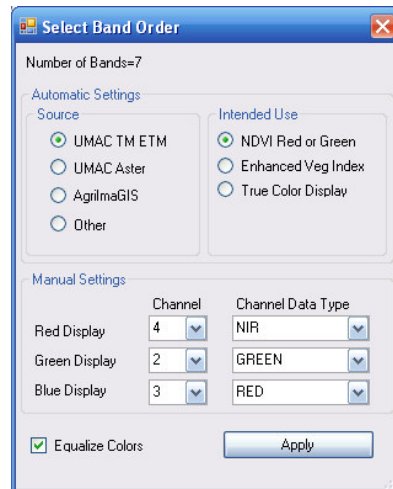 Select Band Order
Number of Bands=7
Automatic Settings
Source
UMAC TM ETM
UMAC Aster
AgriImaGIS
Other
Intended Use
NDVI Red or Green
Enhanced Veg Index
True Color Display
Manual Settings
Channel Channel Data Type
Red Display 4 NIR
Green Display 2 GREEN
Blue Display 3 RED
Equalize Colors Apply